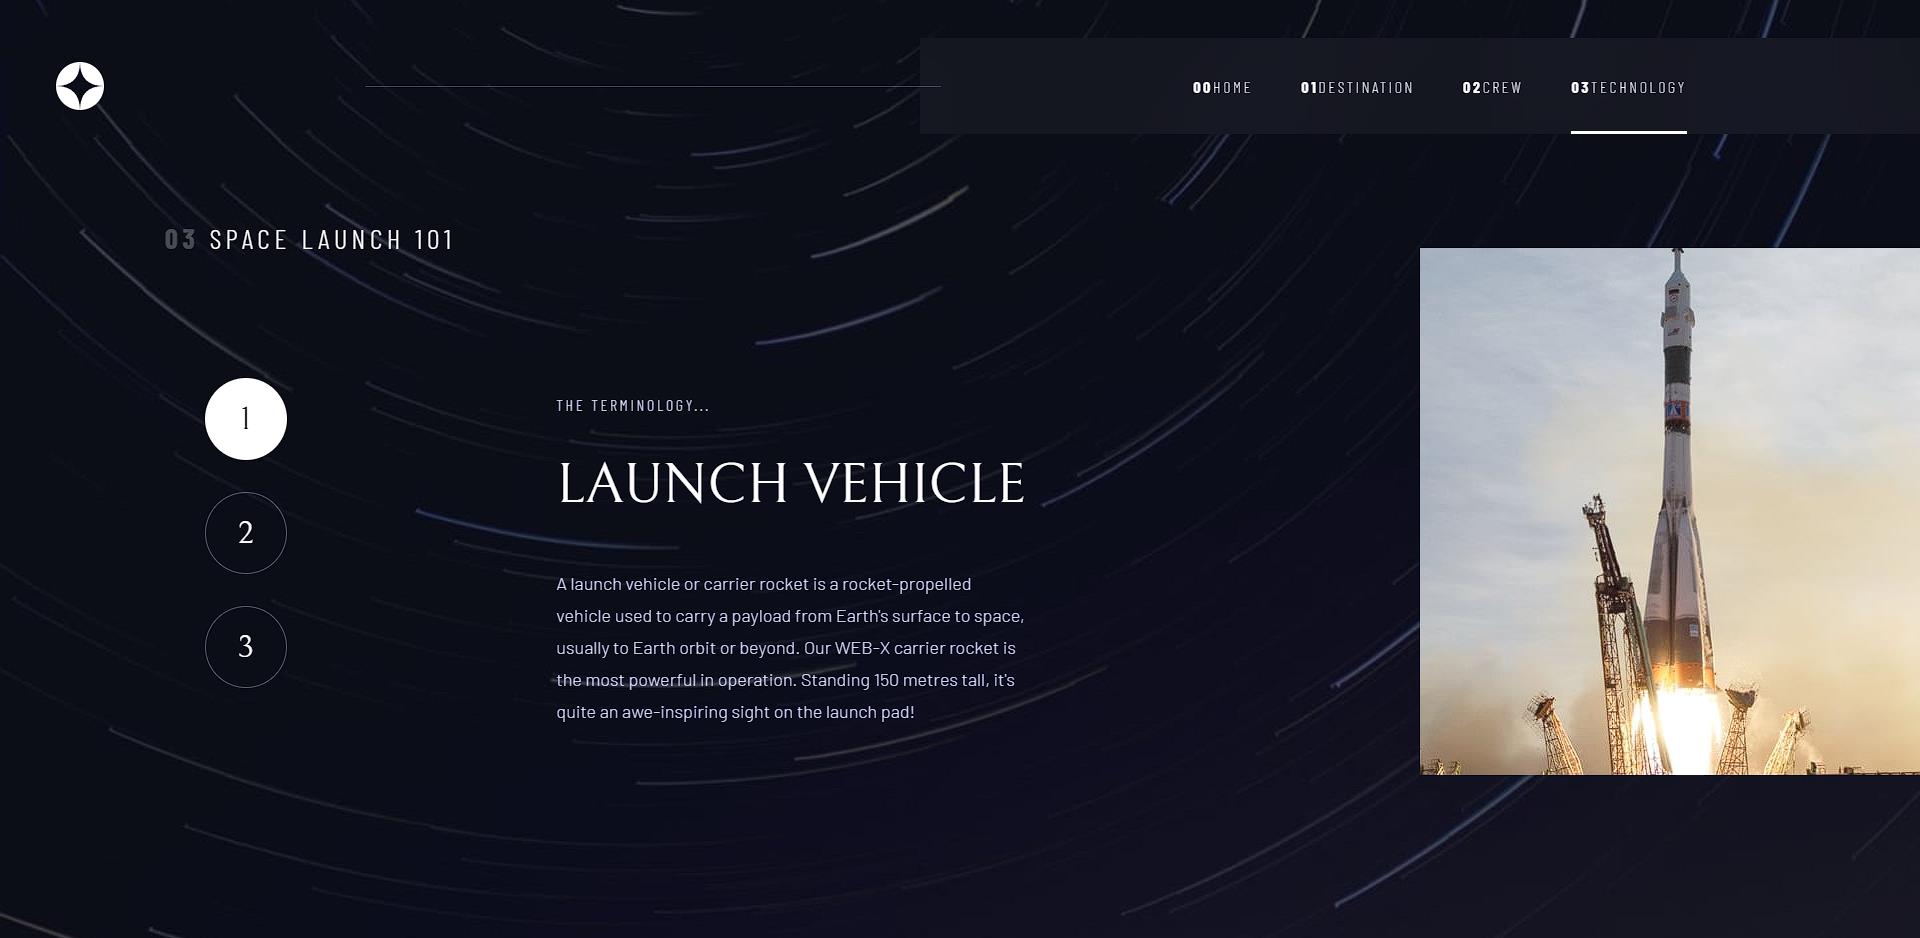 00HOME 01DESTINATION 02CREW 03TECHNOLOGY
03 SPACE LAUNCH 101
1
2
3
THE TERMINOLOGY...
LAUNCH VEHICLE
A launch vehicle or carrier rocket is a rocket-propelled
vehicle used to carry a payload from Earth's surface to space,
usually to Earth orbit or beyond. Our WEB-X carrier rocket is
the most powerful in operation. Standing 150 metres tall, it's
quite an awe-inspiring sight on the launch pad!